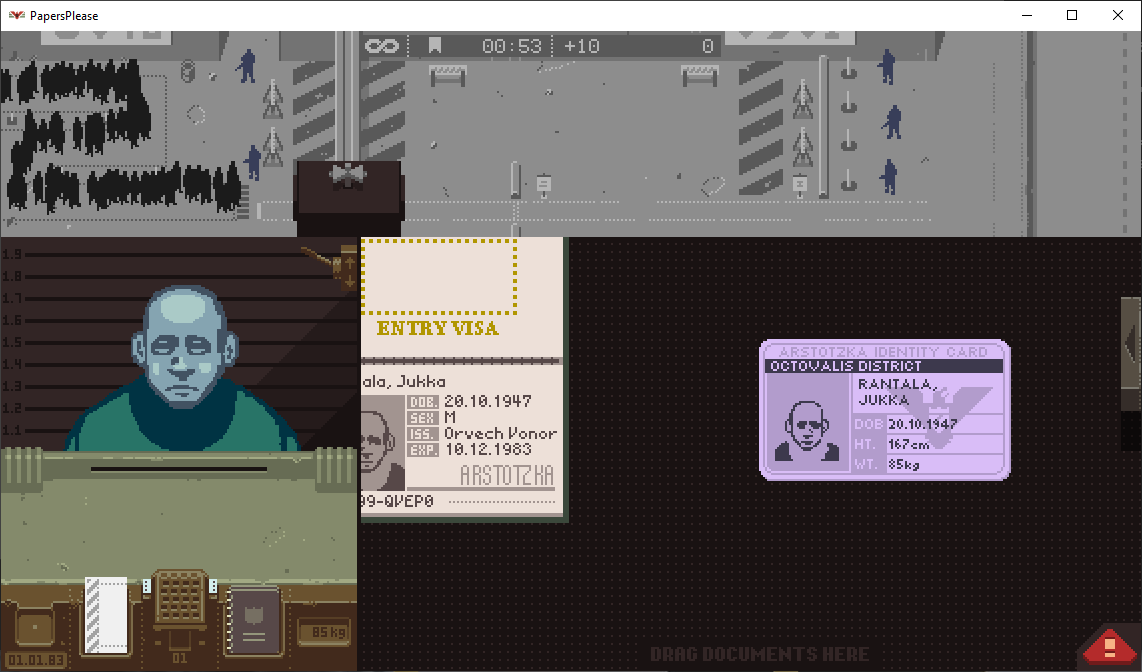 PapersPlease
00:53 +10 0
1.9
1.8
1.7
1.6
1.5
1.4
1.3
1.2
1.1
ENTRY VISA
ala, Jukka
DOB. 20.10.1947
SEX M
ISS. Orvech Vonor
EXP. 10.12.1983
ARSTOTZKA
99-QVEP0
ARSTOTZKA IDENTITY CARD
OCTOVALIS DISTRICT
RANTALA,
JUKKA
DOB 20.10.1947
HT. 167cm
WT. 85kg
85kg
01.01.83
01
DRAG DOCUMENTS HERE